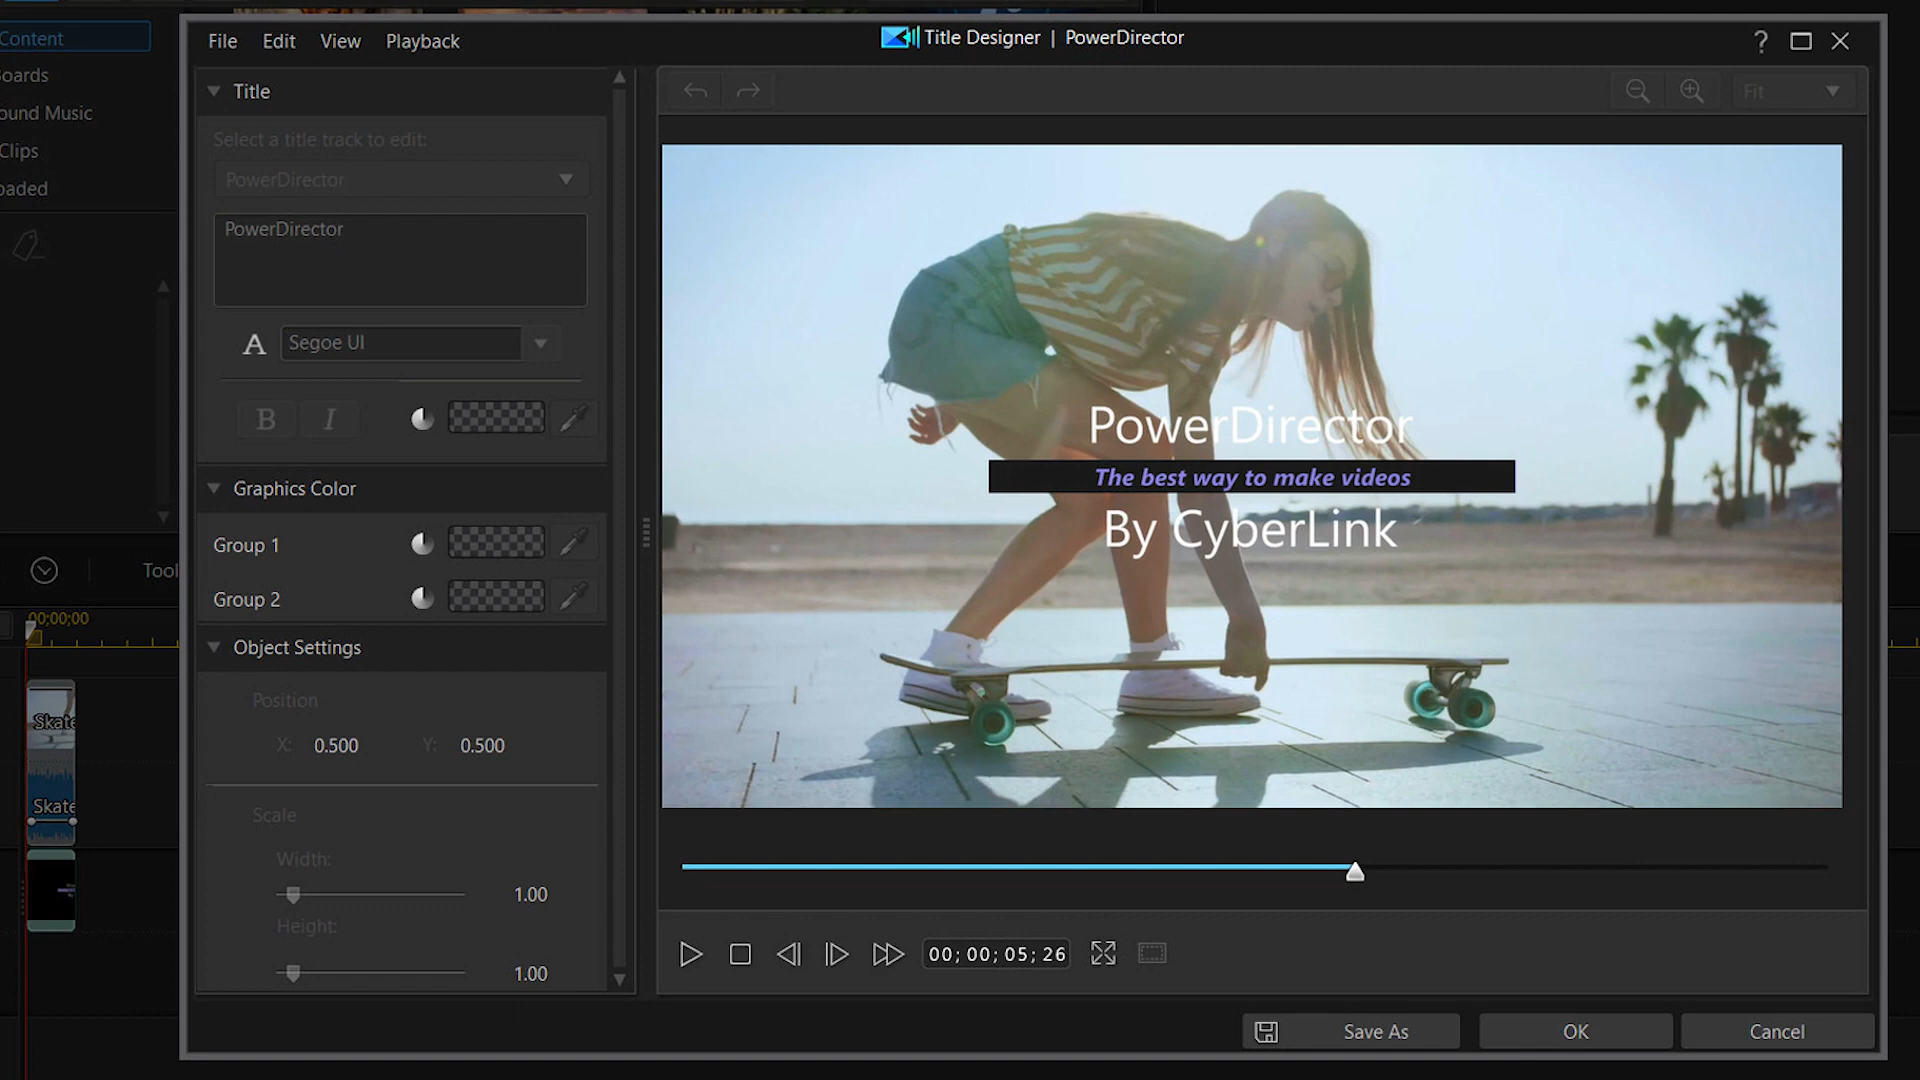 Content
File Edit View Playback
Title Designer | PowerDirector
?
Title
Select a title track to edit:
PowerDirector
PowerDirector
A Segoe UI
B I
Fit
oards
ound Music
Clips
oaded
PowerDirector
The best way to make videos
By CyberLink
Graphics Color
Group 1
Group 2
Tool
00;00;00
Object Settings
Position
X: 0.500 Y: 0.500
Skate
Skate
Scale
Width:
1.00
Height:
1.00
00;00;05;26
Save As OK Cancel